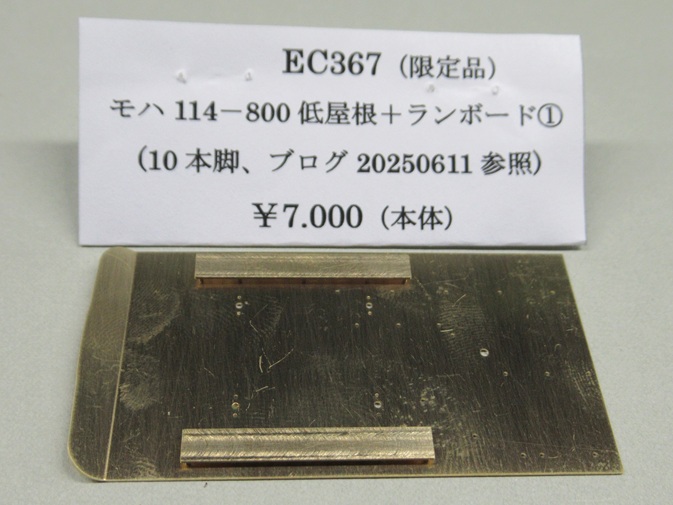 EC367（限定品）
モハ 114－800 低屋根＋ランボード①
（10 本脚、ブログ 20250611 参照）
￥7.000（本体）